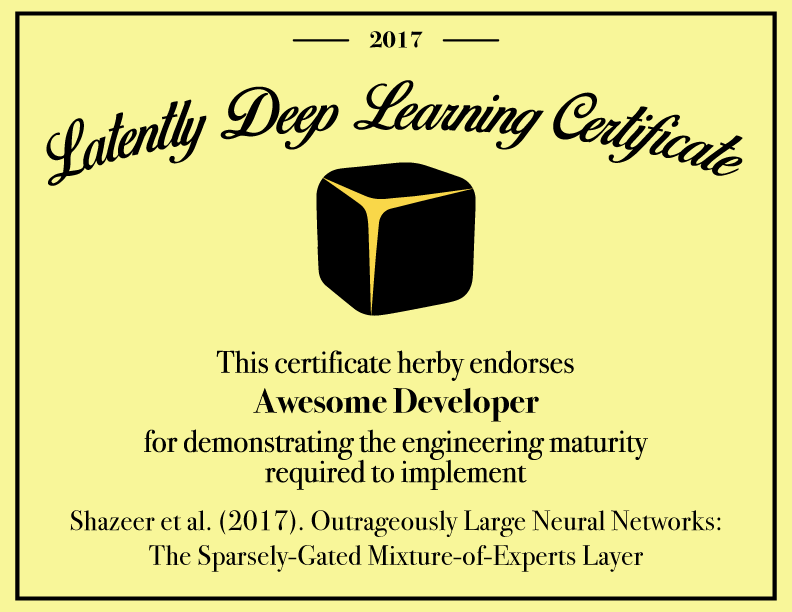 2017
Latently Deep Learning Certificate
This certificate herby endorses
Awesome Developer
for demonstrating the engineering maturity
required to implement
Shazeer et al. (2017). Outrageously Large Neural Networks:
The Sparsely-Gated Mixture-of-Experts Layer